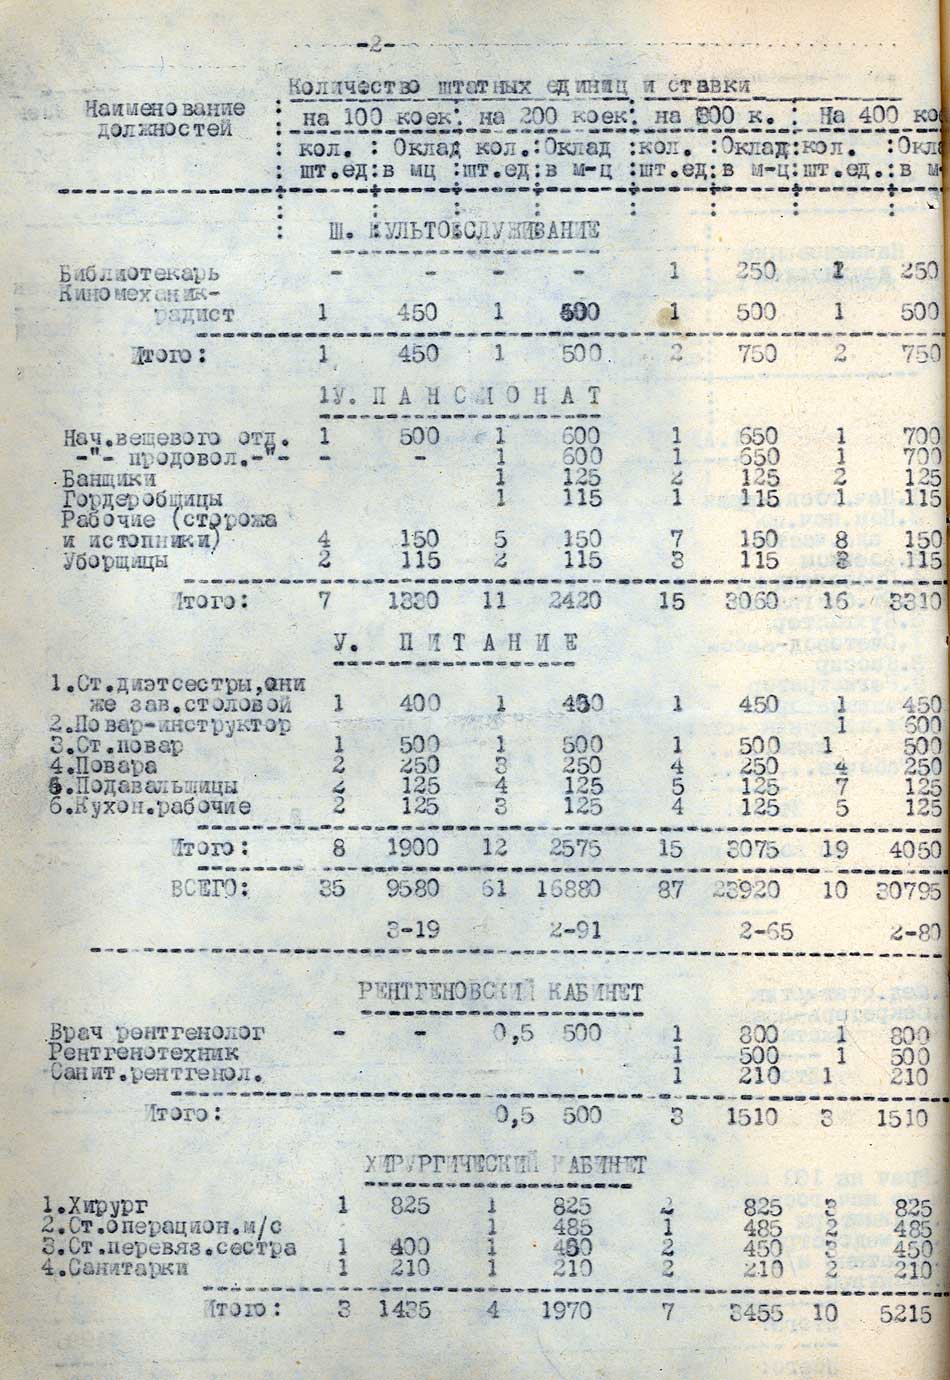 -2-
Количество штатных единиц и ставки
Наименование : на 100 коек: на 200 коек: на 300 к. : На 400 кое
должностей : кол. : Оклад кол.:Оклад :кол. :Оклад:кол. :Окла
: шт.ед:в мц :шт.ед:в м-ц :шт.ед:в м-ц:шт.ед.:в м-
Ш. КУЛЬТОБСЛУЖИВАНИЕ
Библиотекарь - - - - 1 250 1 250
Киномеханик-
радист 1 450 1 500 1 500 1 500
Итого: 1 450 1 500 2 750 2 750
1У. ПАНСИОНАТ
Нач.вещевого отд. 1 500 1 600 1 650 1 700
-"- продовол.-"- - - 1 600 1 650 1 700
Банщики 1 125 2 125 2 125
Гордеробщицы 1 115 1 115 1 115
Рабочие (сторожа
и истопники) 4 150 5 150 7 150 8 150
Уборщицы 2 115 2 115 3 115 3 115
Итого: 7 1330 11 2420 15 3060 16 3310
У. ПИТАНИЕ
1.Ст.диэтсестры,они
же зав.столовой 1 400 1 450 1 450 1 450
2.Повар-инструктор 1 600
3.Ст.повар 1 500 1 500 1 500 1 500
4.Повара 2 250 3 250 4 250 4 250
5.Подавальщицы 2 125 4 125 5 125 7 125
6.Кухон.рабочие 2 125 3 125 4 125 5 125
Итого: 8 1900 12 2575 15 3075 19 4050
ВСЕГО: 35 9580 61 16880 87 23920 10 30795
3-19 2-91 2-65 2-80
РЕНТГЕНОВСКИЙ КАБИНЕТ
Врач рентгенолог - - 0,5 500 1 800 1 800
Рентгенотехник 1 500 1 500
Санит.рентгенол. 1 210 1 210
Итого: 0,5 500 3 1510 3 1510
ХИРУРГИЧЕСКИЙ КАБИНЕТ
1.Хирург 1 825 1 825 2 825 3 825
2.Ст.операцион.м/с 1 485 1 485 2 485
3.Ст.перевяз.сестра 1 400 1 450 2 450 3 450
4.Санитарки 1 210 1 210 2 210 2 210
Итого: 3 1435 4 1970 7 3455 10 5215